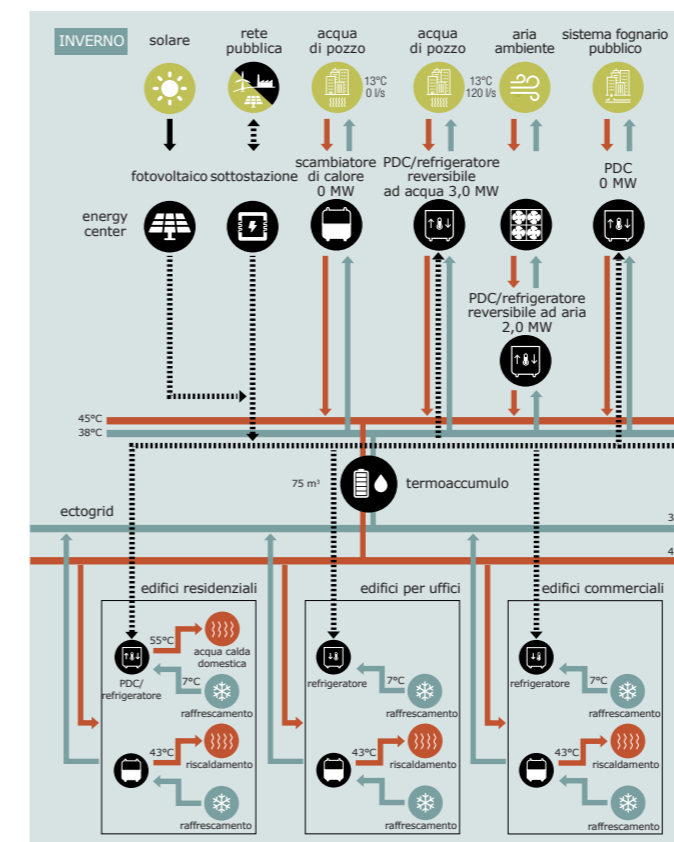 INVERNO
solare
rete
pubblica
acqua
di pozzo
13°C
0 l/s
acqua
di pozzo
13°C
120 l/s
aria
ambiente
sistema fognario
pubblico
fotovoltaico
sottostazione
scambiatore
di calore
0 MW
PDC/refrigeratore
reversibile
ad acqua 3,0 MW
PDC
0 MW
energy
center
PDC/refrigeratore
reversibile ad aria
2,0 MW
45°C
38°C
75 m³
termoaccumulo
ectogrid
3
4
edifici residenziali
55°C
acqua calda
domestica
PDC/
refrigeratore
7°C
raffrescamento
43°C
riscaldamento
raffrescamento
edifici per uffici
refrigeratore
7°C
raffrescamento
43°C
riscaldamento
raffrescamento
edifici commerciali
refrigeratore
7°C
raffrescamento
43°C
riscaldamento
raffrescamento